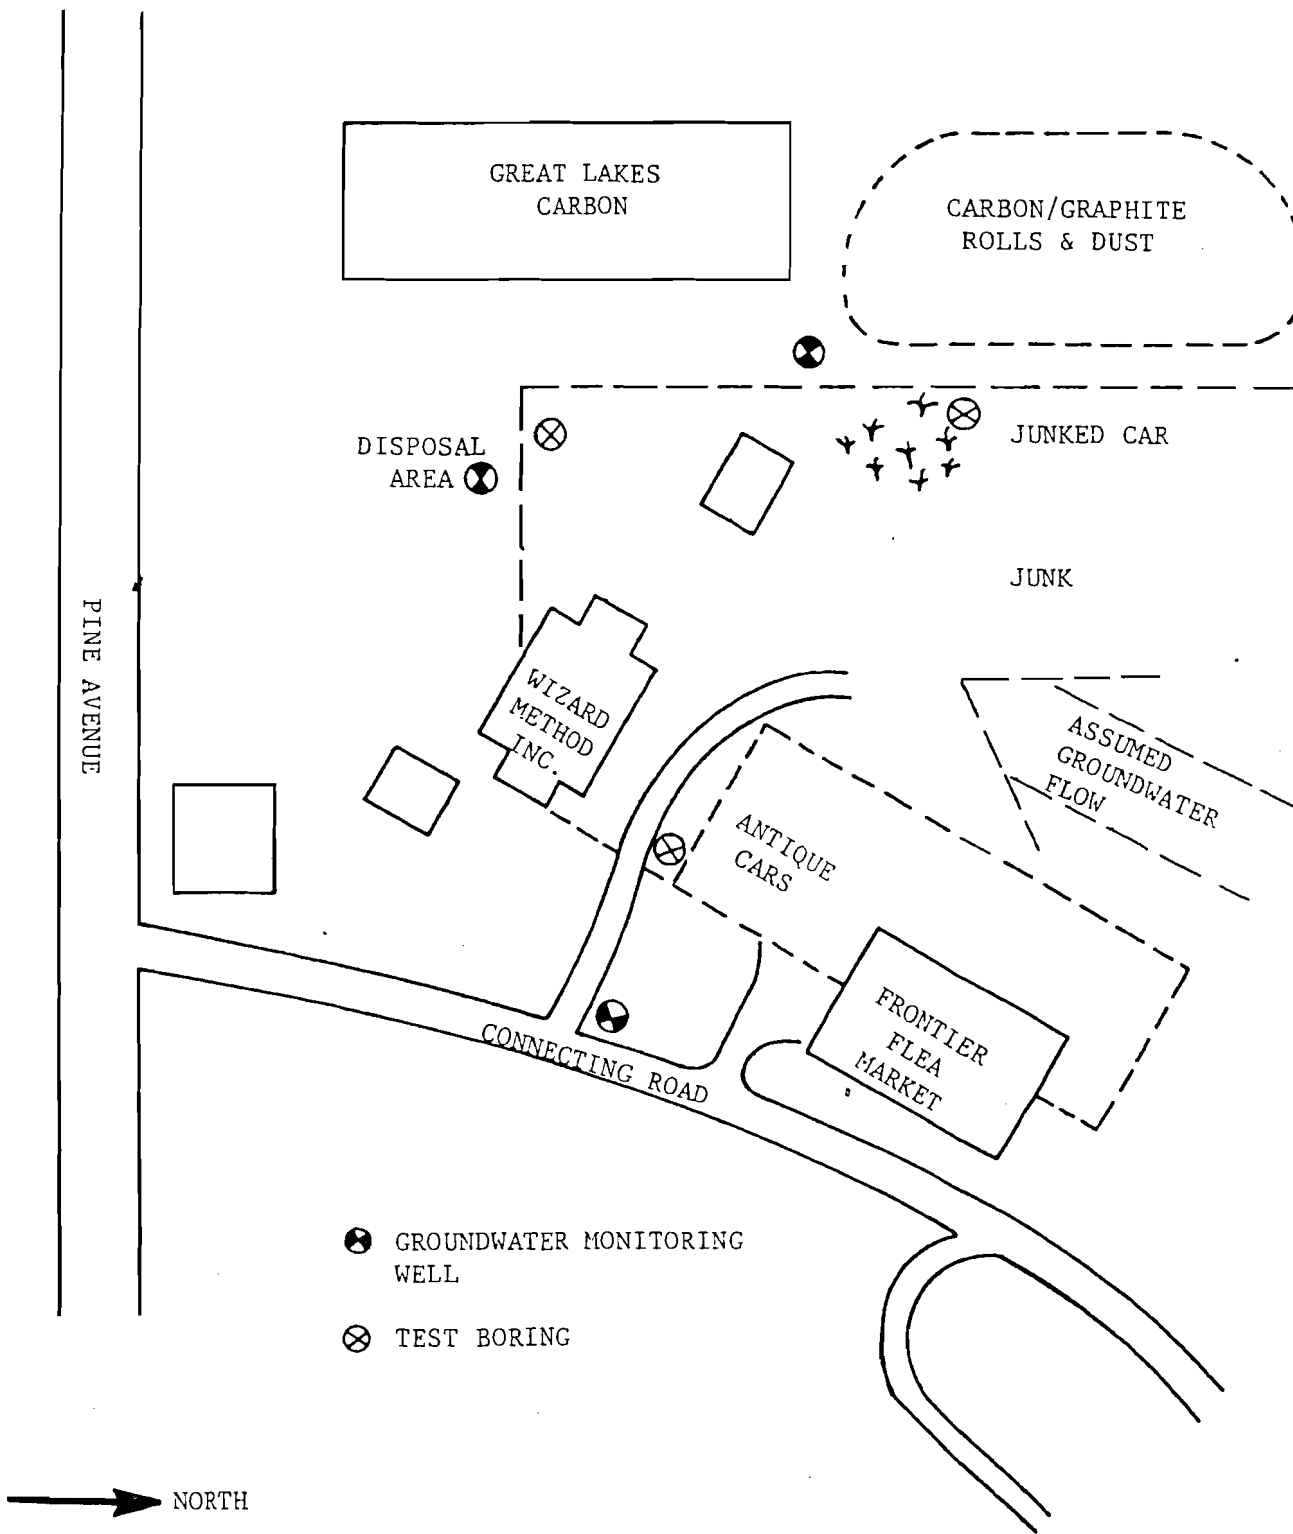 GREAT LAKES
CARBON
CARBON/GRAPHITE
ROLLS & DUST
DISPOSAL
AREA
JUNKED CAR
JUNK
PINE AVENUE
WIZARD
METHOD
INC.
ASSUMED
GROUNDWATER
FLOW
ANTIQUE
CARS
FRONTIER
FLEA
MARKET
CONNECTING ROAD
GROUNDWATER MONITORING
WELL
TEST BORING
NORTH